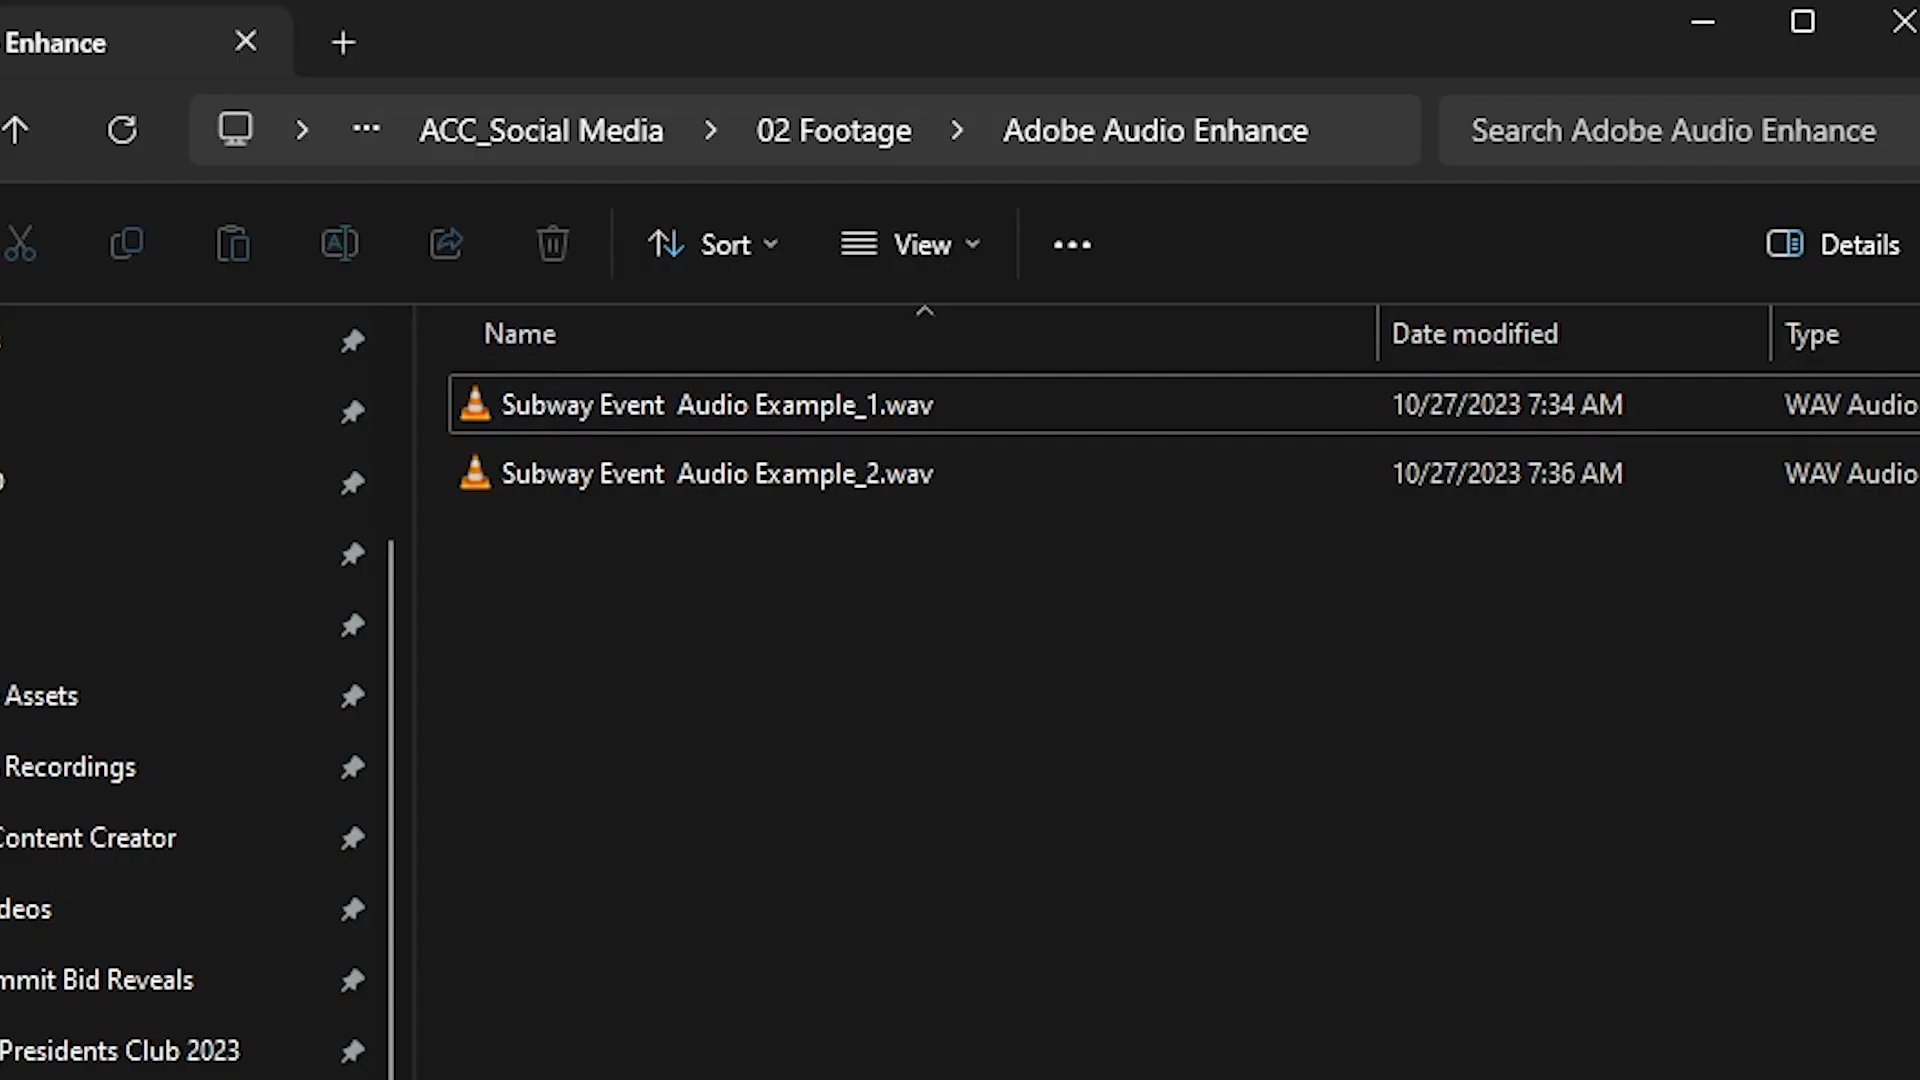 Enhance
ACC_Social Media > 02 Footage > Adobe Audio Enhance
Search Adobe Audio Enhance
Sort
View
Details
Name
Date modified
Type
Subway Event  Audio Example_1.wav
10/27/2023 7:34 AM
WAV Audio
Subway Event  Audio Example_2.wav
10/27/2023 7:36 AM
WAV Audio
Assets
Recordings
Content Creator
deos
mmit Bid Reveals
Presidents Club 2023